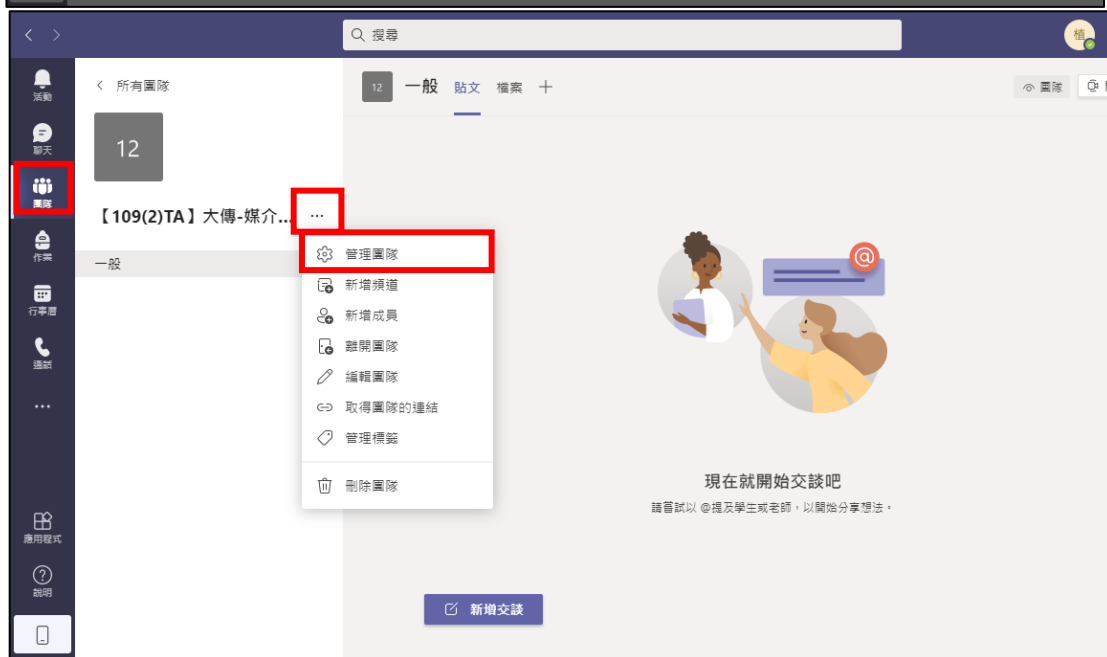 搜尋
植
活動
聊天
團隊
作業
行事曆
通話
...
應用程式
說明
所有團隊
12
【109(2)TA】大傳-媒介... ...
一般
管理團隊
新增頻道
新增成員
離開團隊
編輯團隊
取得團隊的連結
管理標籤
刪除團隊
12 一般 貼文 檔案
團隊
@
現在就開始交談吧
請嘗試以 @提及學生或老師，以開始分享想法。
新增交談